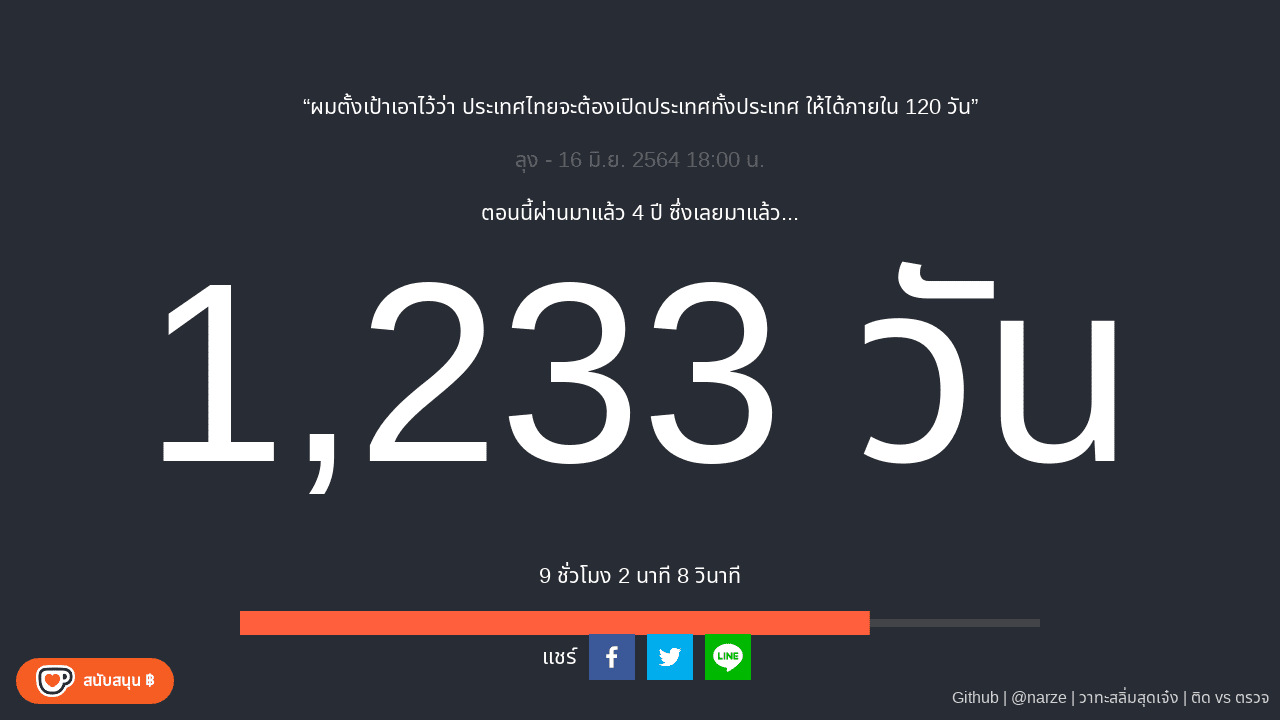 “ผมตั้งเป้าเอาไว้ว่า ประเทศไทยจะต้องเปิดประเทศทั้งประเทศ ให้ได้ภายใน 120 วัน”
ลุง - 16 มิ.ย. 2564 18:00 น.
ตอนนี้ผ่านมาแล้ว 4 ปี ซึ่งเลยมาแล้ว...
1,233 วัน
9 ชั่วโมง 2 นาที 8 วินาที
แชร์
LINE
สนับสนุน ฿
Github | @narze | วาทะสลิ่มสุดเจ๋ง | ติด vs ตรวจ